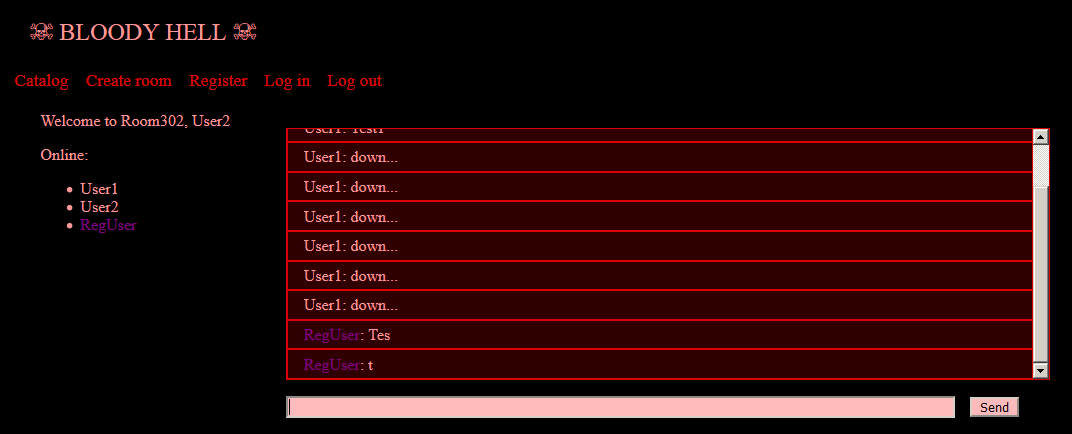 ☠ BLOODY HELL ☠
Catalog Create room Register Log in Log out
Welcome to Room302, User2
Online:
User1
User2
RegUser
User1: Test1
User1: down...
User1: down...
User1: down...
User1: down...
User1: down...
User1: down...
RegUser: Tes
RegUser: t
Send